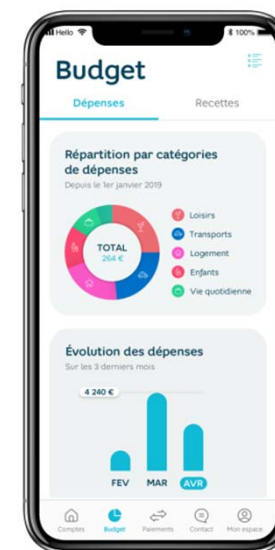 Hello
100%
Budget
Dépenses
Recettes
Répartition par catégories
de dépenses
Depuis le 1er janvier 2019
TOTAL
264 €
Loisirs
Transports
Logement
Enfants
Vie quotidienne
Évolution des dépenses
Sur les 3 derniers mois
4 240 €
FEV MAR AVR
Comptes Budget Paiements Contact Mon espace